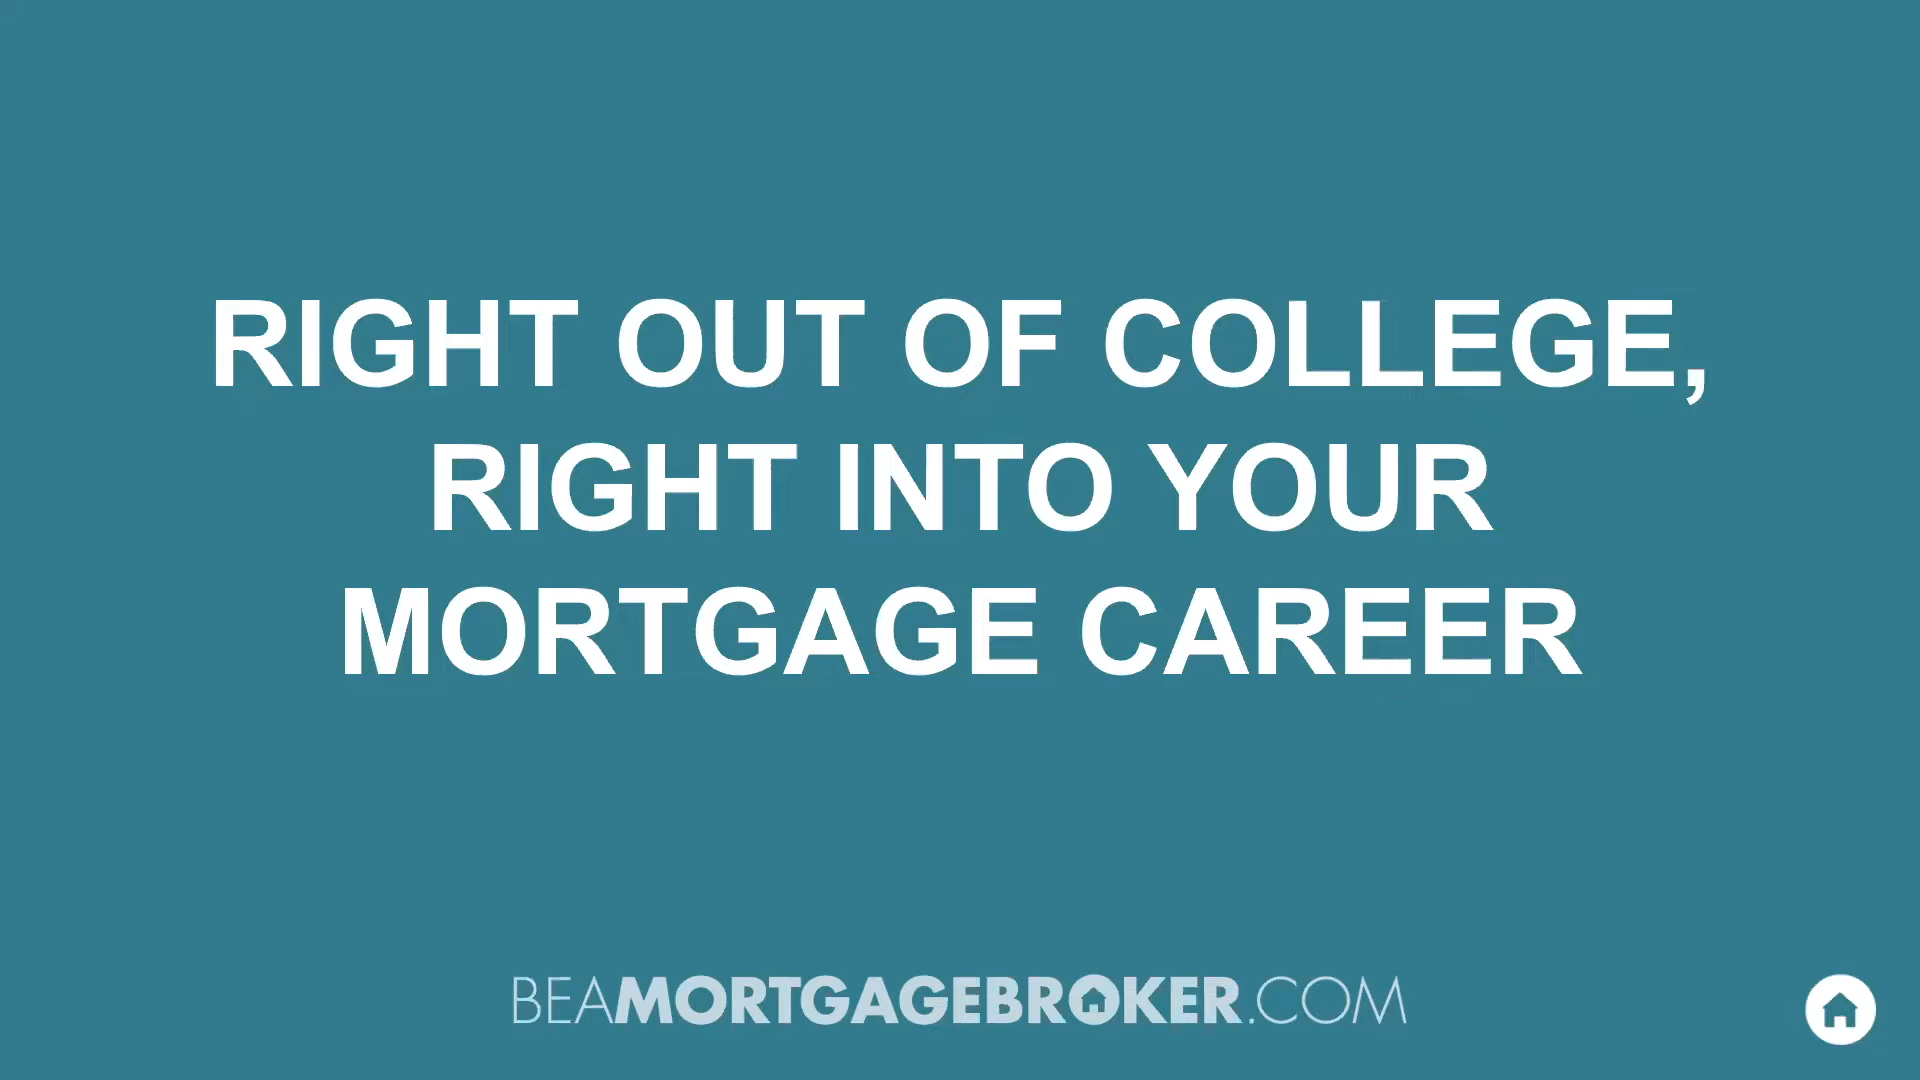 RIGHT OUT OF COLLEGE,
RIGHT INTO YOUR
MORTGAGE CAREER
BEAMORTGAGEBROKER.COM